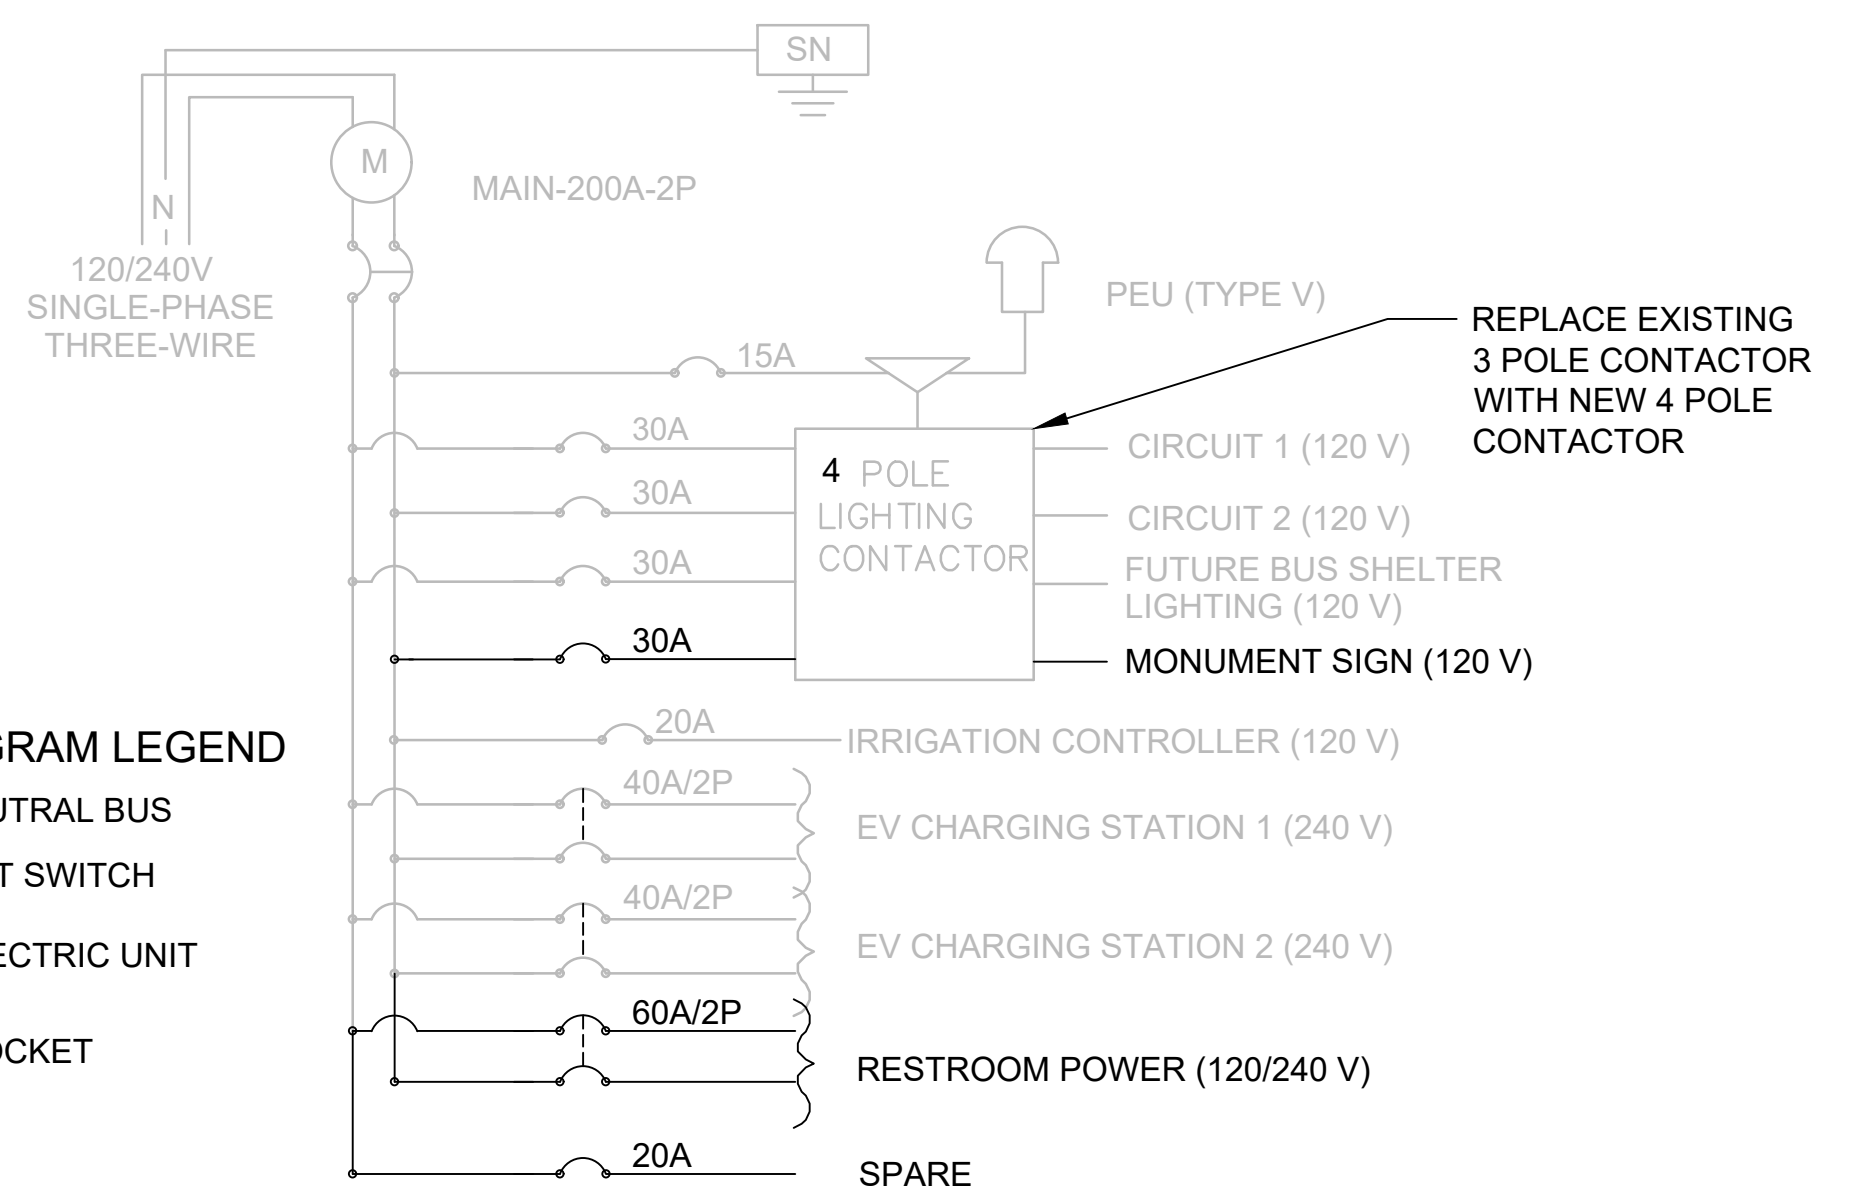 SN
M
MAIN-200A-2P
N
120/240V
SINGLE-PHASE
THREE-WIRE
PEU (TYPE V)
REPLACE EXISTING
3 POLE CONTACTOR
WITH NEW 4 POLE
CONTACTOR
15A
30A
CIRCUIT 1 (120 V)
4 POLE
LIGHTING
CONTACTOR
30A
CIRCUIT 2 (120 V)
30A
FUTURE BUS SHELTER
LIGHTING (120 V)
30A
MONUMENT SIGN (120 V)
20A
IRRIGATION CONTROLLER (120 V)
GRAM LEGEND
UTRAL BUS
T SWITCH
ECTRIC UNIT
OCKET
40A/2P
EV CHARGING STATION 1 (240 V)
40A/2P
EV CHARGING STATION 2 (240 V)
60A/2P
RESTROOM POWER (120/240 V)
20A
SPARE